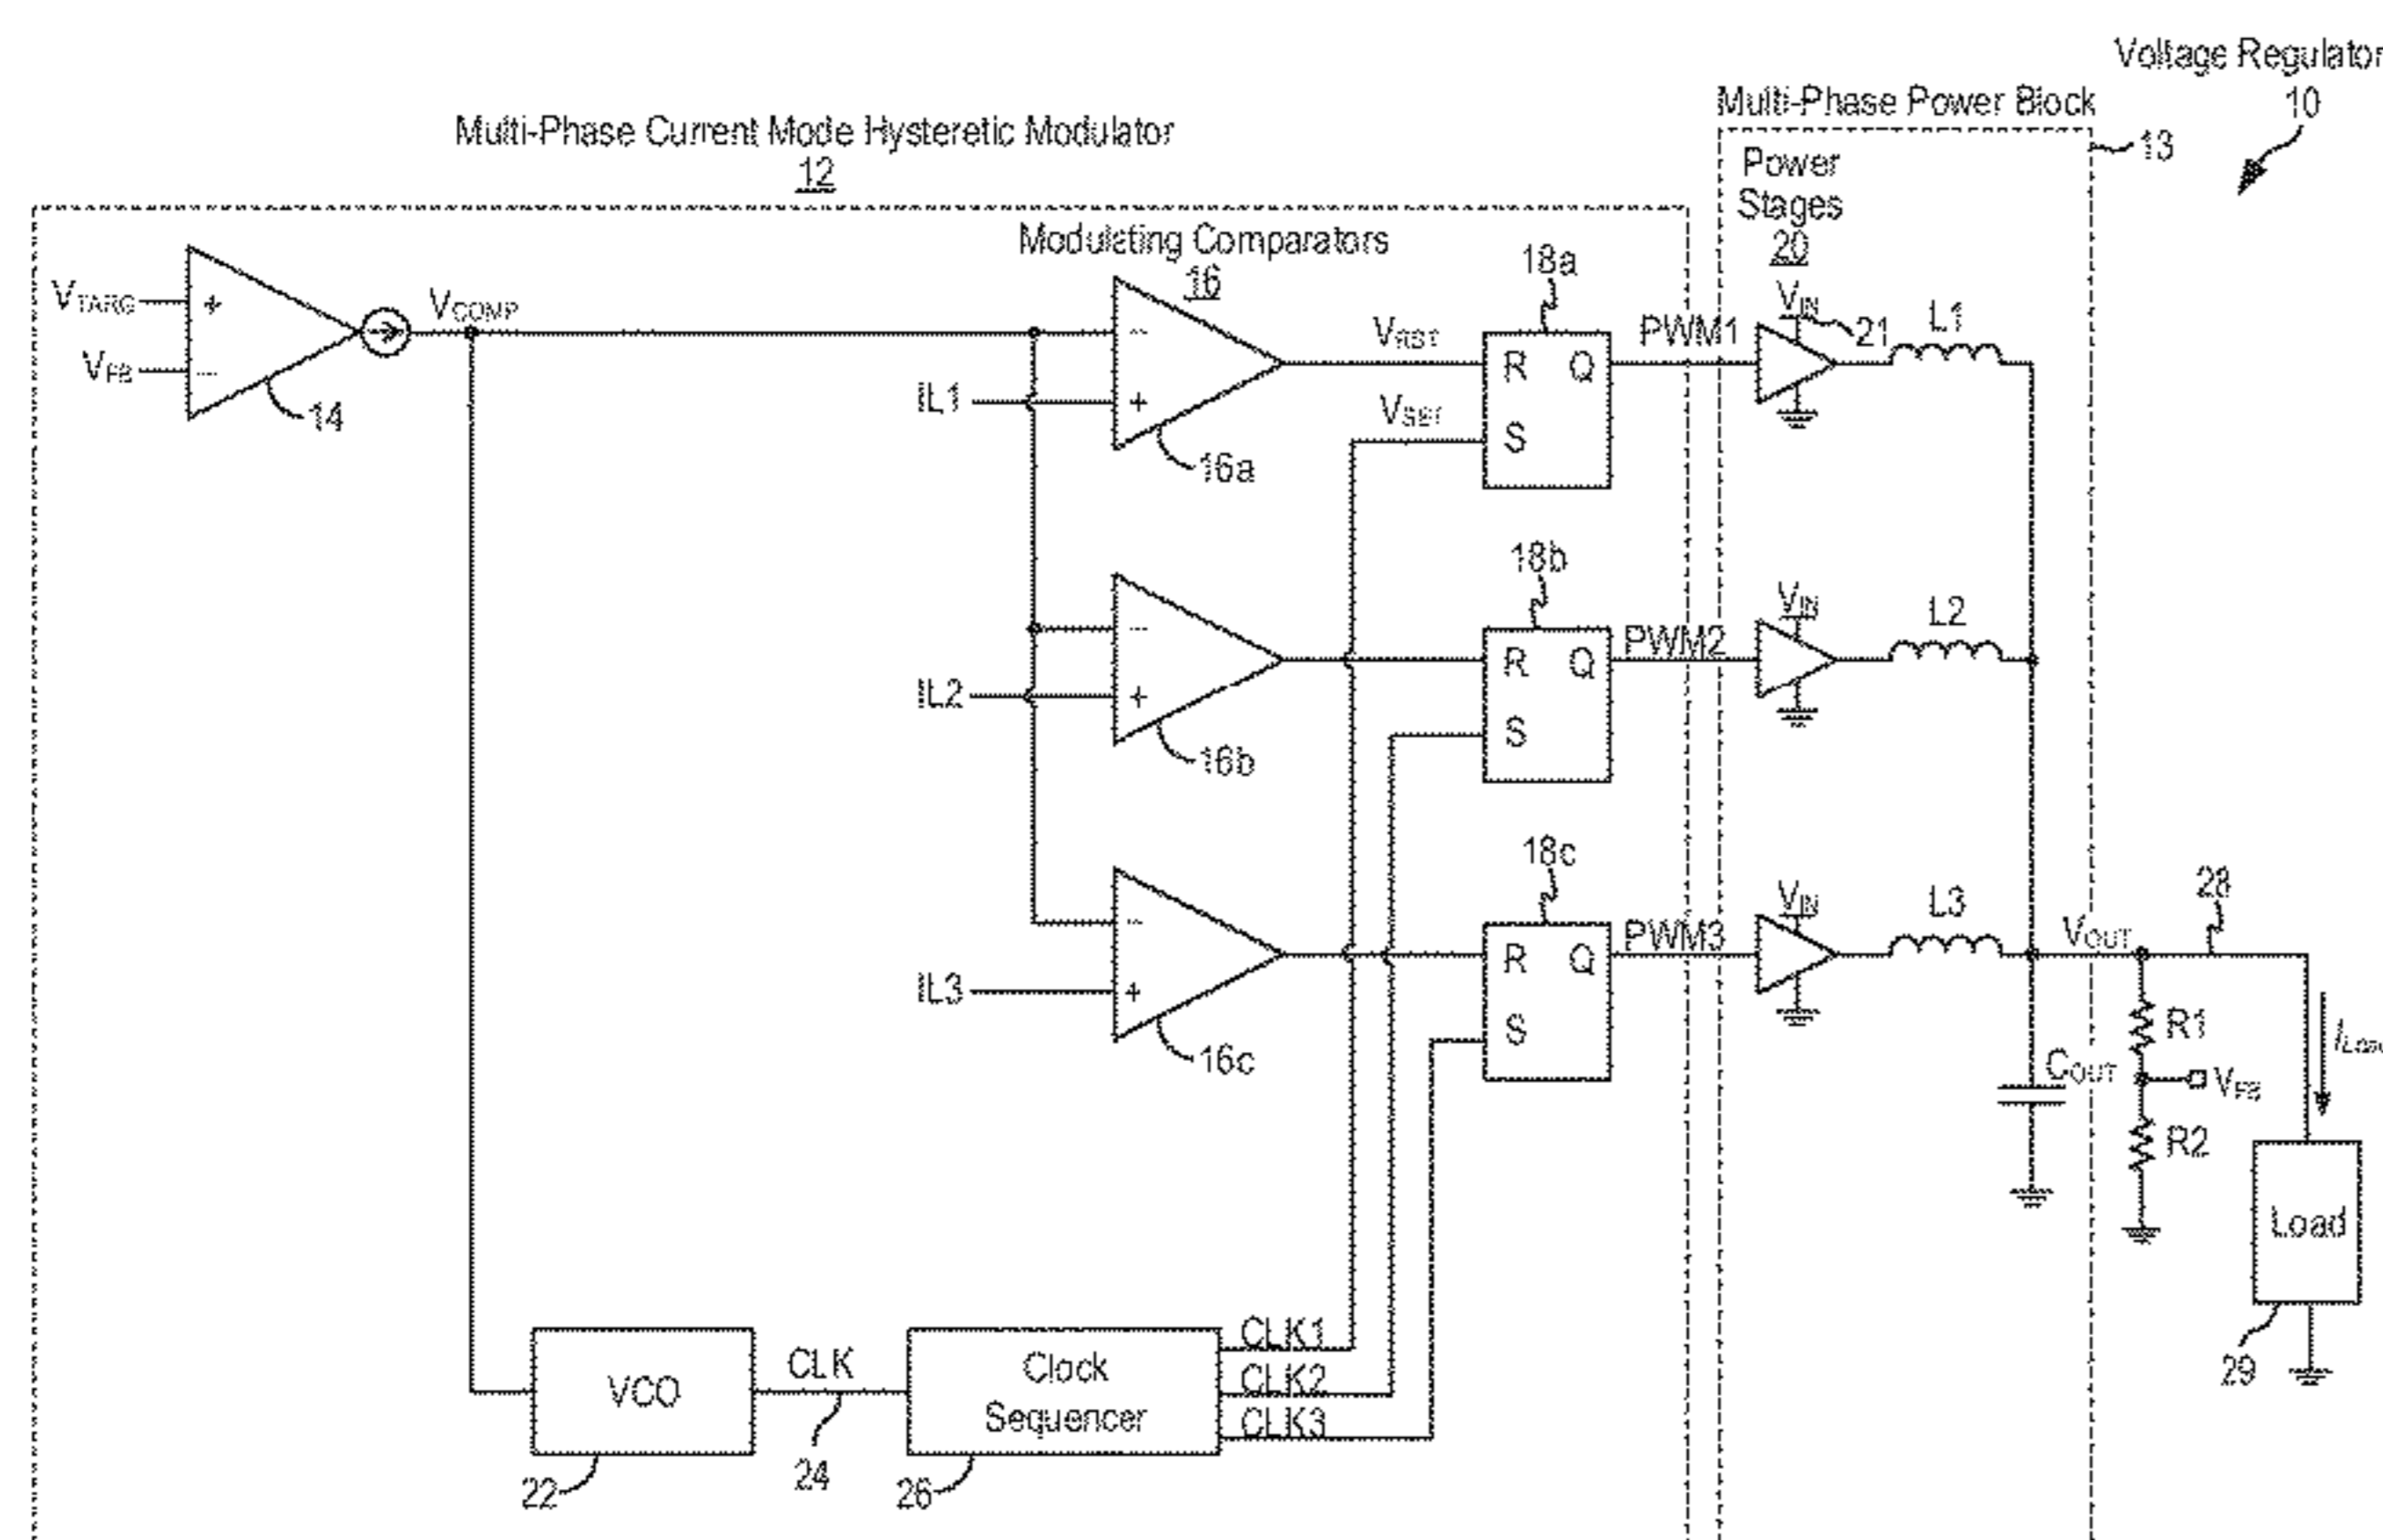 Voltage Regulator
10
Multi-Phase Power Block
13
Multi-Phase Current Mode Hysteretic Modulator
12
Power
Stages
20
Modulating Comparators
16
VTARG
+
VFB
-
14
VCOMP
-
IL1
+
16a
VRST
VSET
18a
R Q
S
PWM1
VIN
21
L1
-
IL2
+
16b
18b
R Q
S
PWM2
VIN
L2
-
IL3
+
16c
18c
R Q
S
PWM3
VIN
L3
VOUT
28
R1
COUT
VFB
R2
Load
29
VCO
22
CLK
24
Clock
Sequencer
26
CLK1
CLK2
CLK3